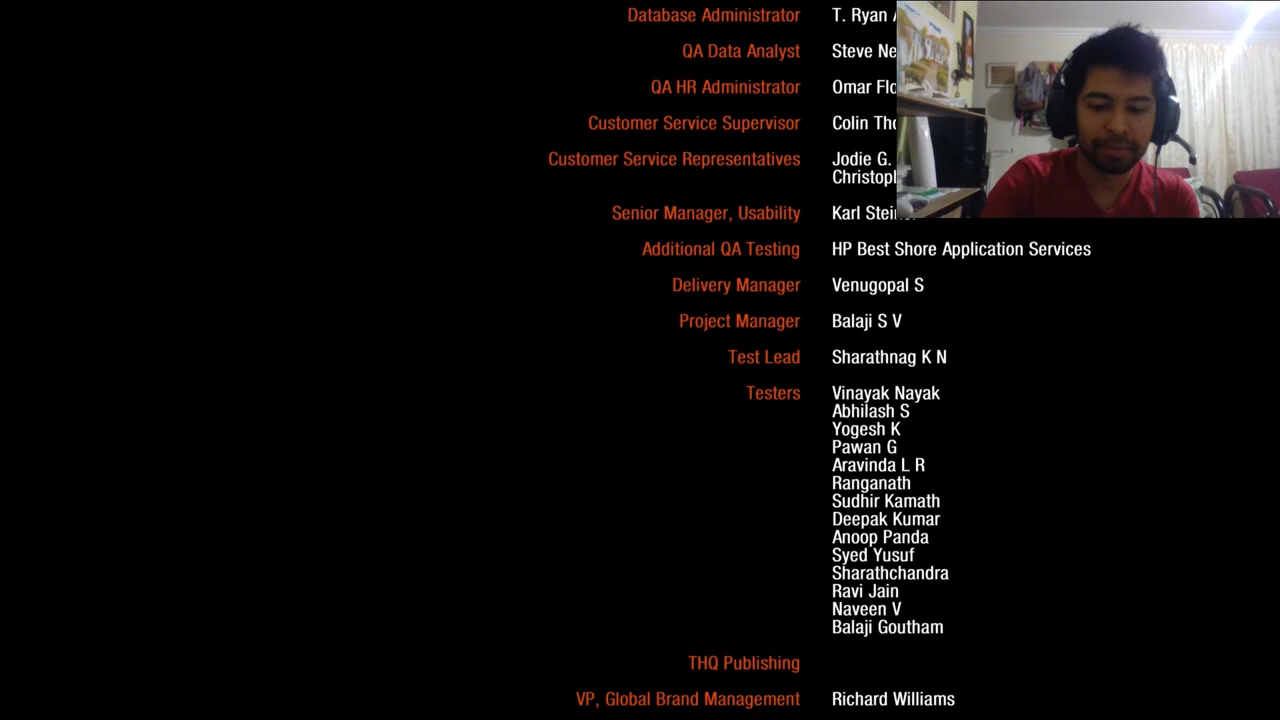 Database Administrator T. Ryan
QA Data Analyst Steve
QA HR Administrator Omar
Customer Service Supervisor Colin
Customer Service Representatives Jodie G.
Senior Manager, Usability Karl
Additional QA Testing HP Best Shore Application Services
Delivery Manager Venugopal S
Project Manager Balaji S V
Test Lead Sharathnag K N
Testers Vinayak Nayak
Abhilash S
Yogesh K
Pawan G
Aravinda L R
Ranganath
Sudhir Kamath
Deepak Kumar
Anoop Panda
Syed Yusuf
Sharathchandra
Ravi Jain
Naveen V
Balaji Goutham
THQ Publishing
VP, Global Brand Management Richard Williams